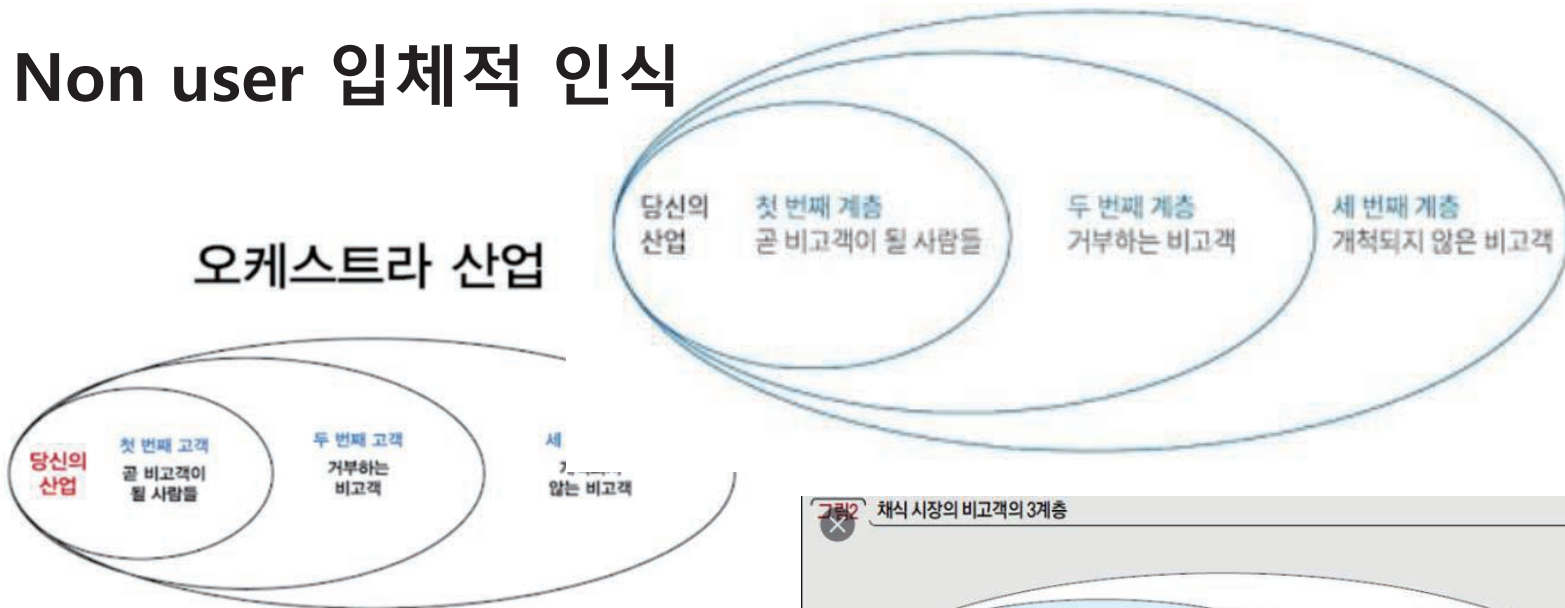 Non user 입체적 인식
당신의
산업
첫 번째 계층
곧 비고객이 될 사람들
두 번째 계층
거부하는 비고객
세 번째 계층
개척되지 않은 비고객
오케스트라 산업
당신의
산업
첫 번째 고객
곧 비고객이
될 사람들
두 번째 고객
거부하는
비고객
세
않는 비고객
그림2 채식 시장의 비고객의 3계층